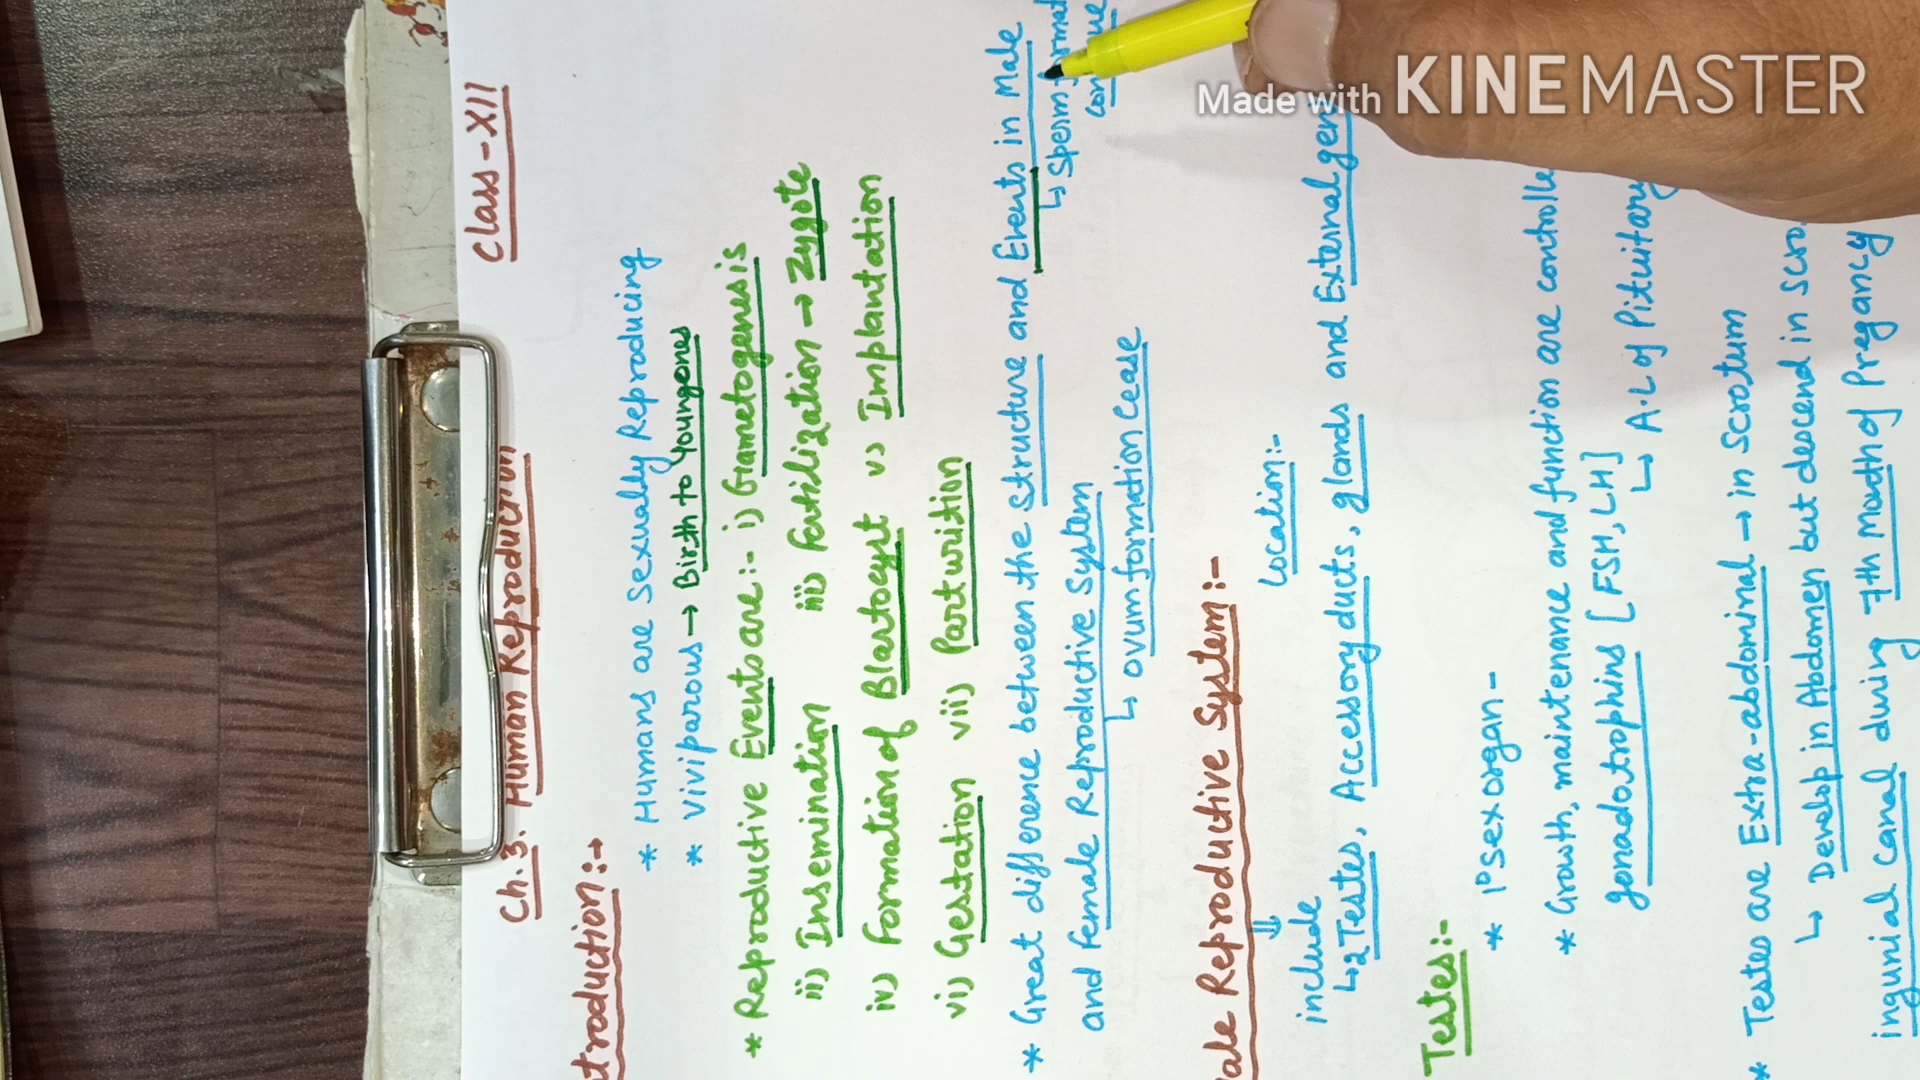 Class-XII
Ch. 3. Human Reproduction
troduction:→
* Humans are Sexually Reproducing
* Viviparous → Birth to Youngones
* Reproductive Events are:- i) Gametogenesis
ii) Insemination iii) Fertilization → Zygote
iv) Formation of Blastocyst v) Implantation
vi) Gestation vii) Parturition
* Great difference between the Structure and Events in Male
↳ Sperm format
and Female Reproductive System
↳ Ovum formation Cease
ale Reproductive System:-
include Location:-
↳ 2 Testes, Accessory ducts, glands and External gen
Testes:-
* 1° Sex organ -
* Growth, maintenance and function are controlle
gonadotrophins [FSH, LH]
↳ A.L of Pituitary
* Testes are Extra-abdominal → in Scrotum
↳ Develop in Abdomen but descend in Scro
ingunial Canal during 7th Month of Pregancy
Made with KINEMASTER